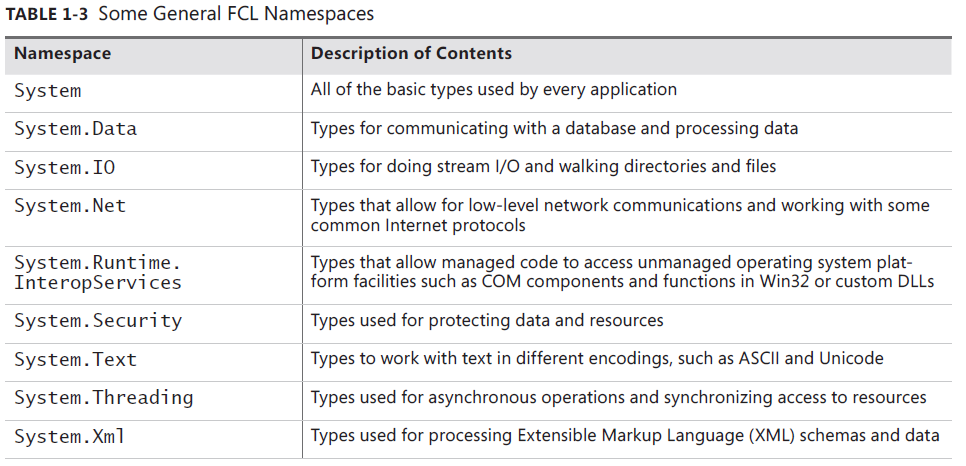 TABLE 1-3 Some General FCL Namespaces
Namespace Description of Contents
System All of the basic types used by every application
System.Data Types for communicating with a database and processing data
System.IO Types for doing stream I/O and walking directories and files
System.Net Types that allow for low-level network communications and working with some
common Internet protocols
System.Runtime. Types that allow managed code to access unmanaged operating system plat-
InteropServices form facilities such as COM components and functions in Win32 or custom DLLs
System.Security Types used for protecting data and resources
System.Text Types to work with text in different encodings, such as ASCII and Unicode
System.Threading Types used for asynchronous operations and synchronizing access to resources
System.Xml Types used for processing Extensible Markup Language (XML) schemas and data